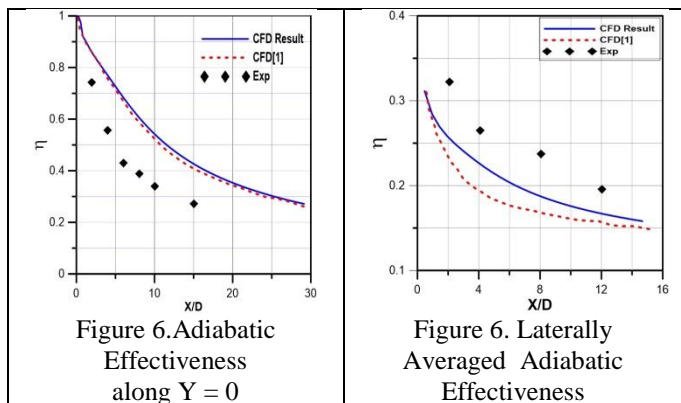 1
0.8
0.6
0.4
0.2
0
η
0
10
20
30
X/D
CFD Result
CFD[1]
Exp
Figure 6.Adiabatic
Effectiveness
along Y = 0
0.4
0.3
0.2
0.1
η
0
4
8
12
16
X/D
CFD Result
CFD[1]
Exp
Figure 6. Laterally
Averaged Adiabatic
Effectiveness